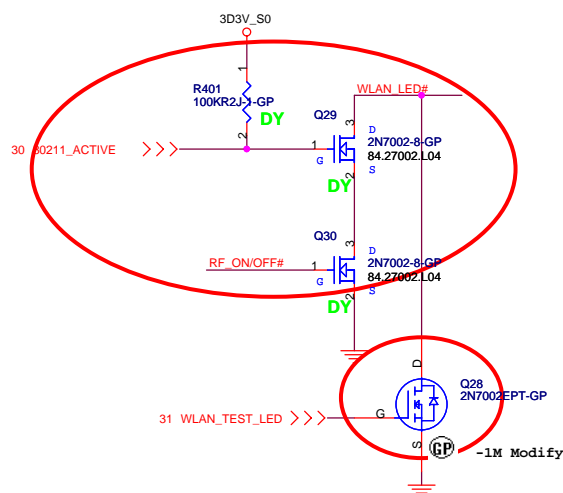 3D3V_S0
1
R401
100KR2J-1-GP
DY
2
WLAN_LED#
Q29
3
D
2N7002-8-GP
84.27002.L04
30 80211_ACTIVE
1
G
S
2
DY
Q30
3
D
2N7002-8-GP
84.27002.L04
RF_ON/OFF#
1
G
S
2
DY
D
Q28
2N7002EPT-GP
31 WLAN_TEST_LED
G
S
GP
-1M Modify